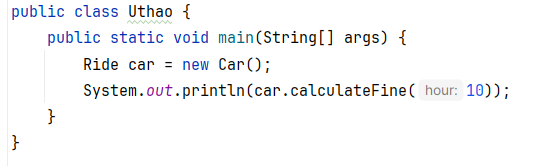 public class Uthao {
public static void main(String[] args) {
Ride car = new Car();
System.out.println(car.calculateFine( hour: 10));
}
}